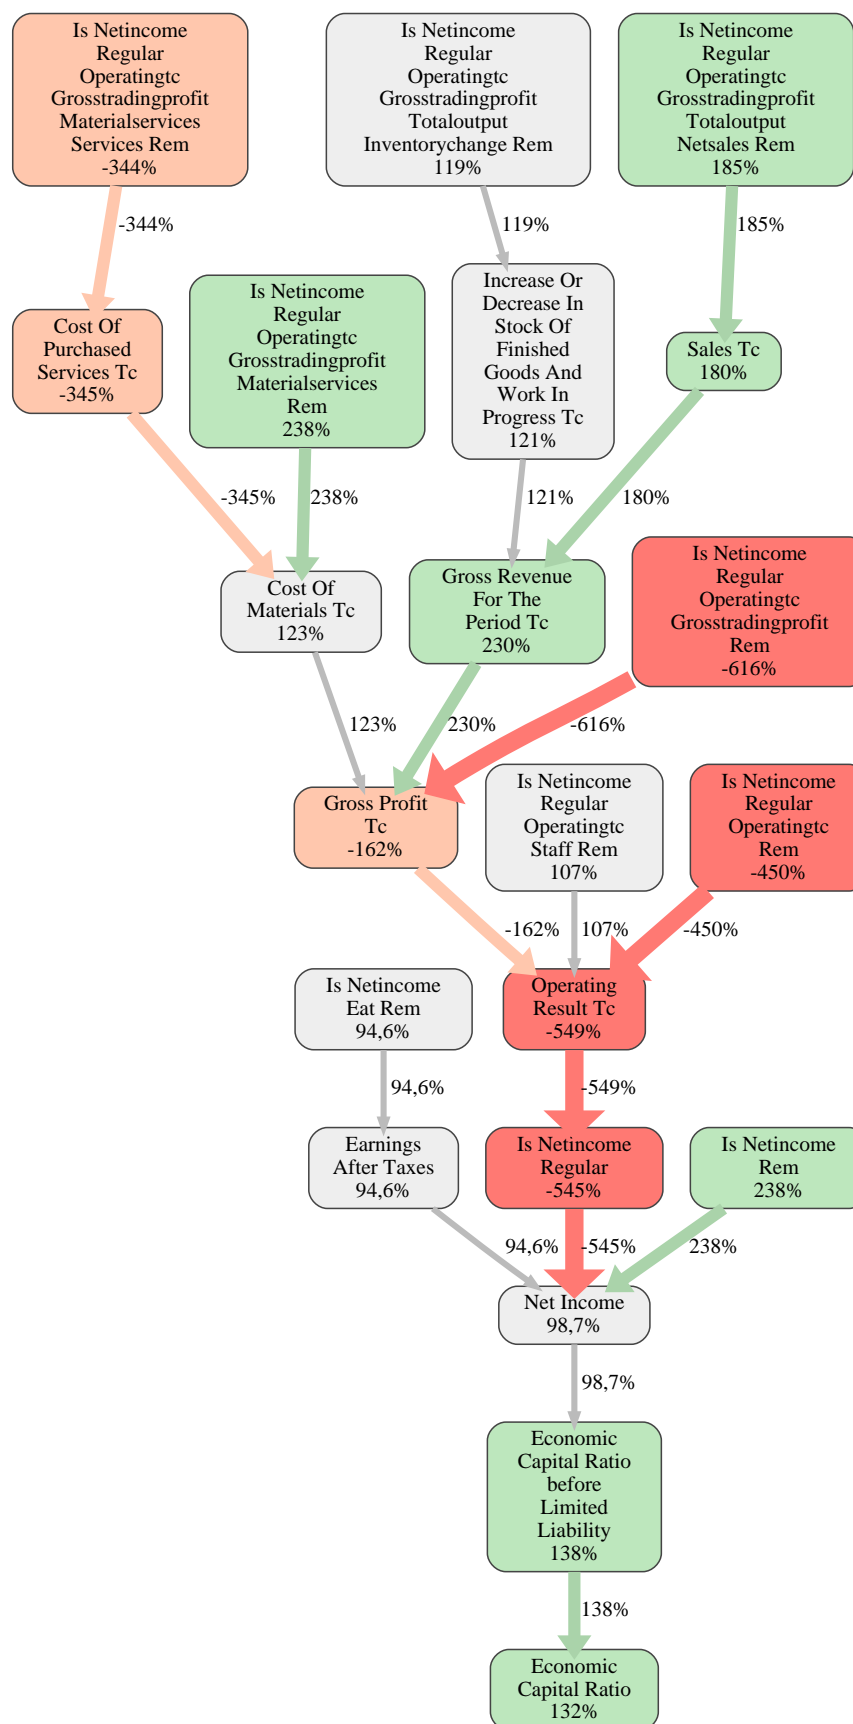 Is Netincome
Regular
Operatingtc
Grosstradingprofit
Materialservices
Services Rem
-344%
Is Netincome
Regular
Operatingtc
Grosstradingprofit
Totaloutput
Inventorychange Rem
119%
Is Netincome
Regular
Operatingtc
Grosstradingprofit
Totaloutput
Netsales Rem
185%
-344%
119%
185%
Cost Of
Purchased
Services Tc
-345%
Is Netincome
Regular
Operatingtc
Grosstradingprofit
Materialservices
Rem
238%
Increase Or
Decrease In
Stock Of
Finished
Goods And
Work In
Progress Tc
121%
Sales Tc
180%
-345%
238%
121%
180%
Cost Of
Materials Tc
123%
Gross Revenue
For The
Period Tc
230%
Is Netincome
Regular
Operatingtc
Grosstradingprofit
Rem
-616%
123%
230%
-616%
Gross Profit
Tc
-162%
Is Netincome
Regular
Operatingtc
Staff Rem
107%
Is Netincome
Regular
Operatingtc
Rem
-450%
-162%
107%
-450%
Is Netincome
Eat Rem
94,6%
Operating
Result Tc
-549%
94,6%
-549%
Earnings
After Taxes
94,6%
Is Netincome
Regular
-545%
Is Netincome
Rem
238%
94,6%
-545%
238%
Net Income
98,7%
98,7%
Economic
Capital Ratio
before
Limited
Liability
138%
138%
Economic
Capital Ratio
132%